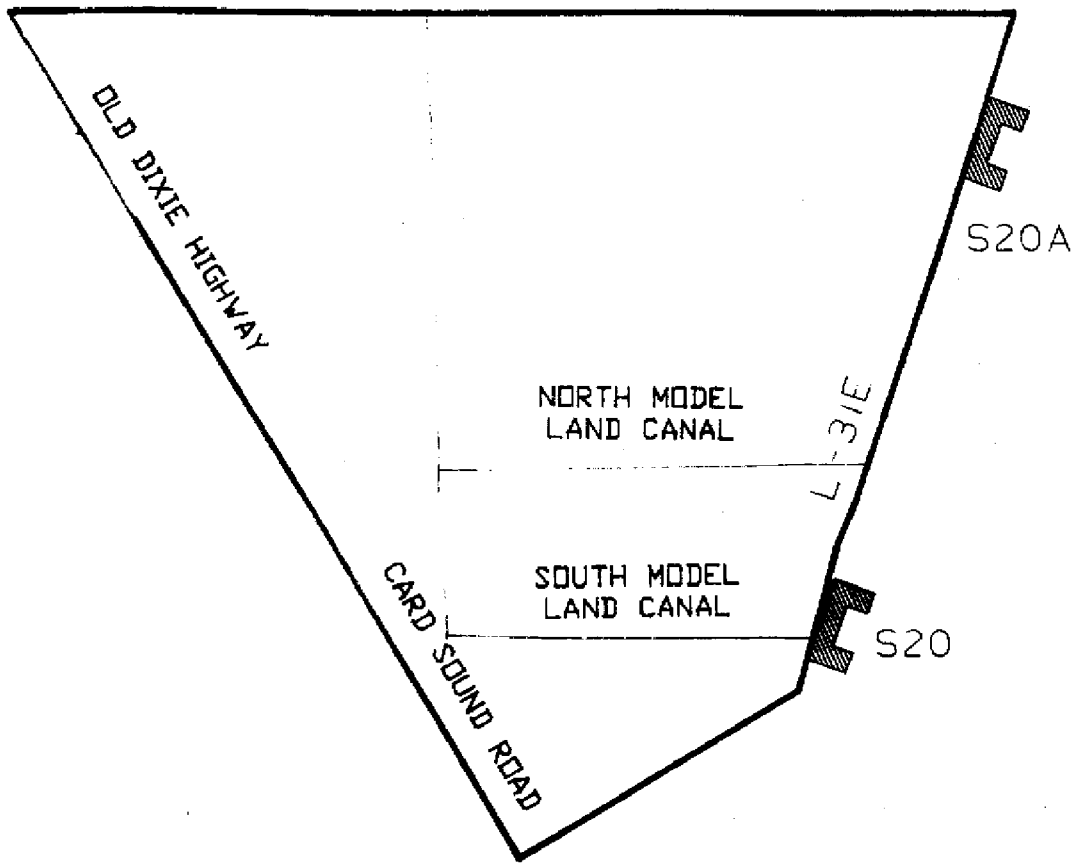 OLD DIXIE HIGHWAY
S20A
NORTH MODEL
LAND CANAL
L-31E
SOUTH MODEL
LAND CANAL
CARD SOUND ROAD
S20